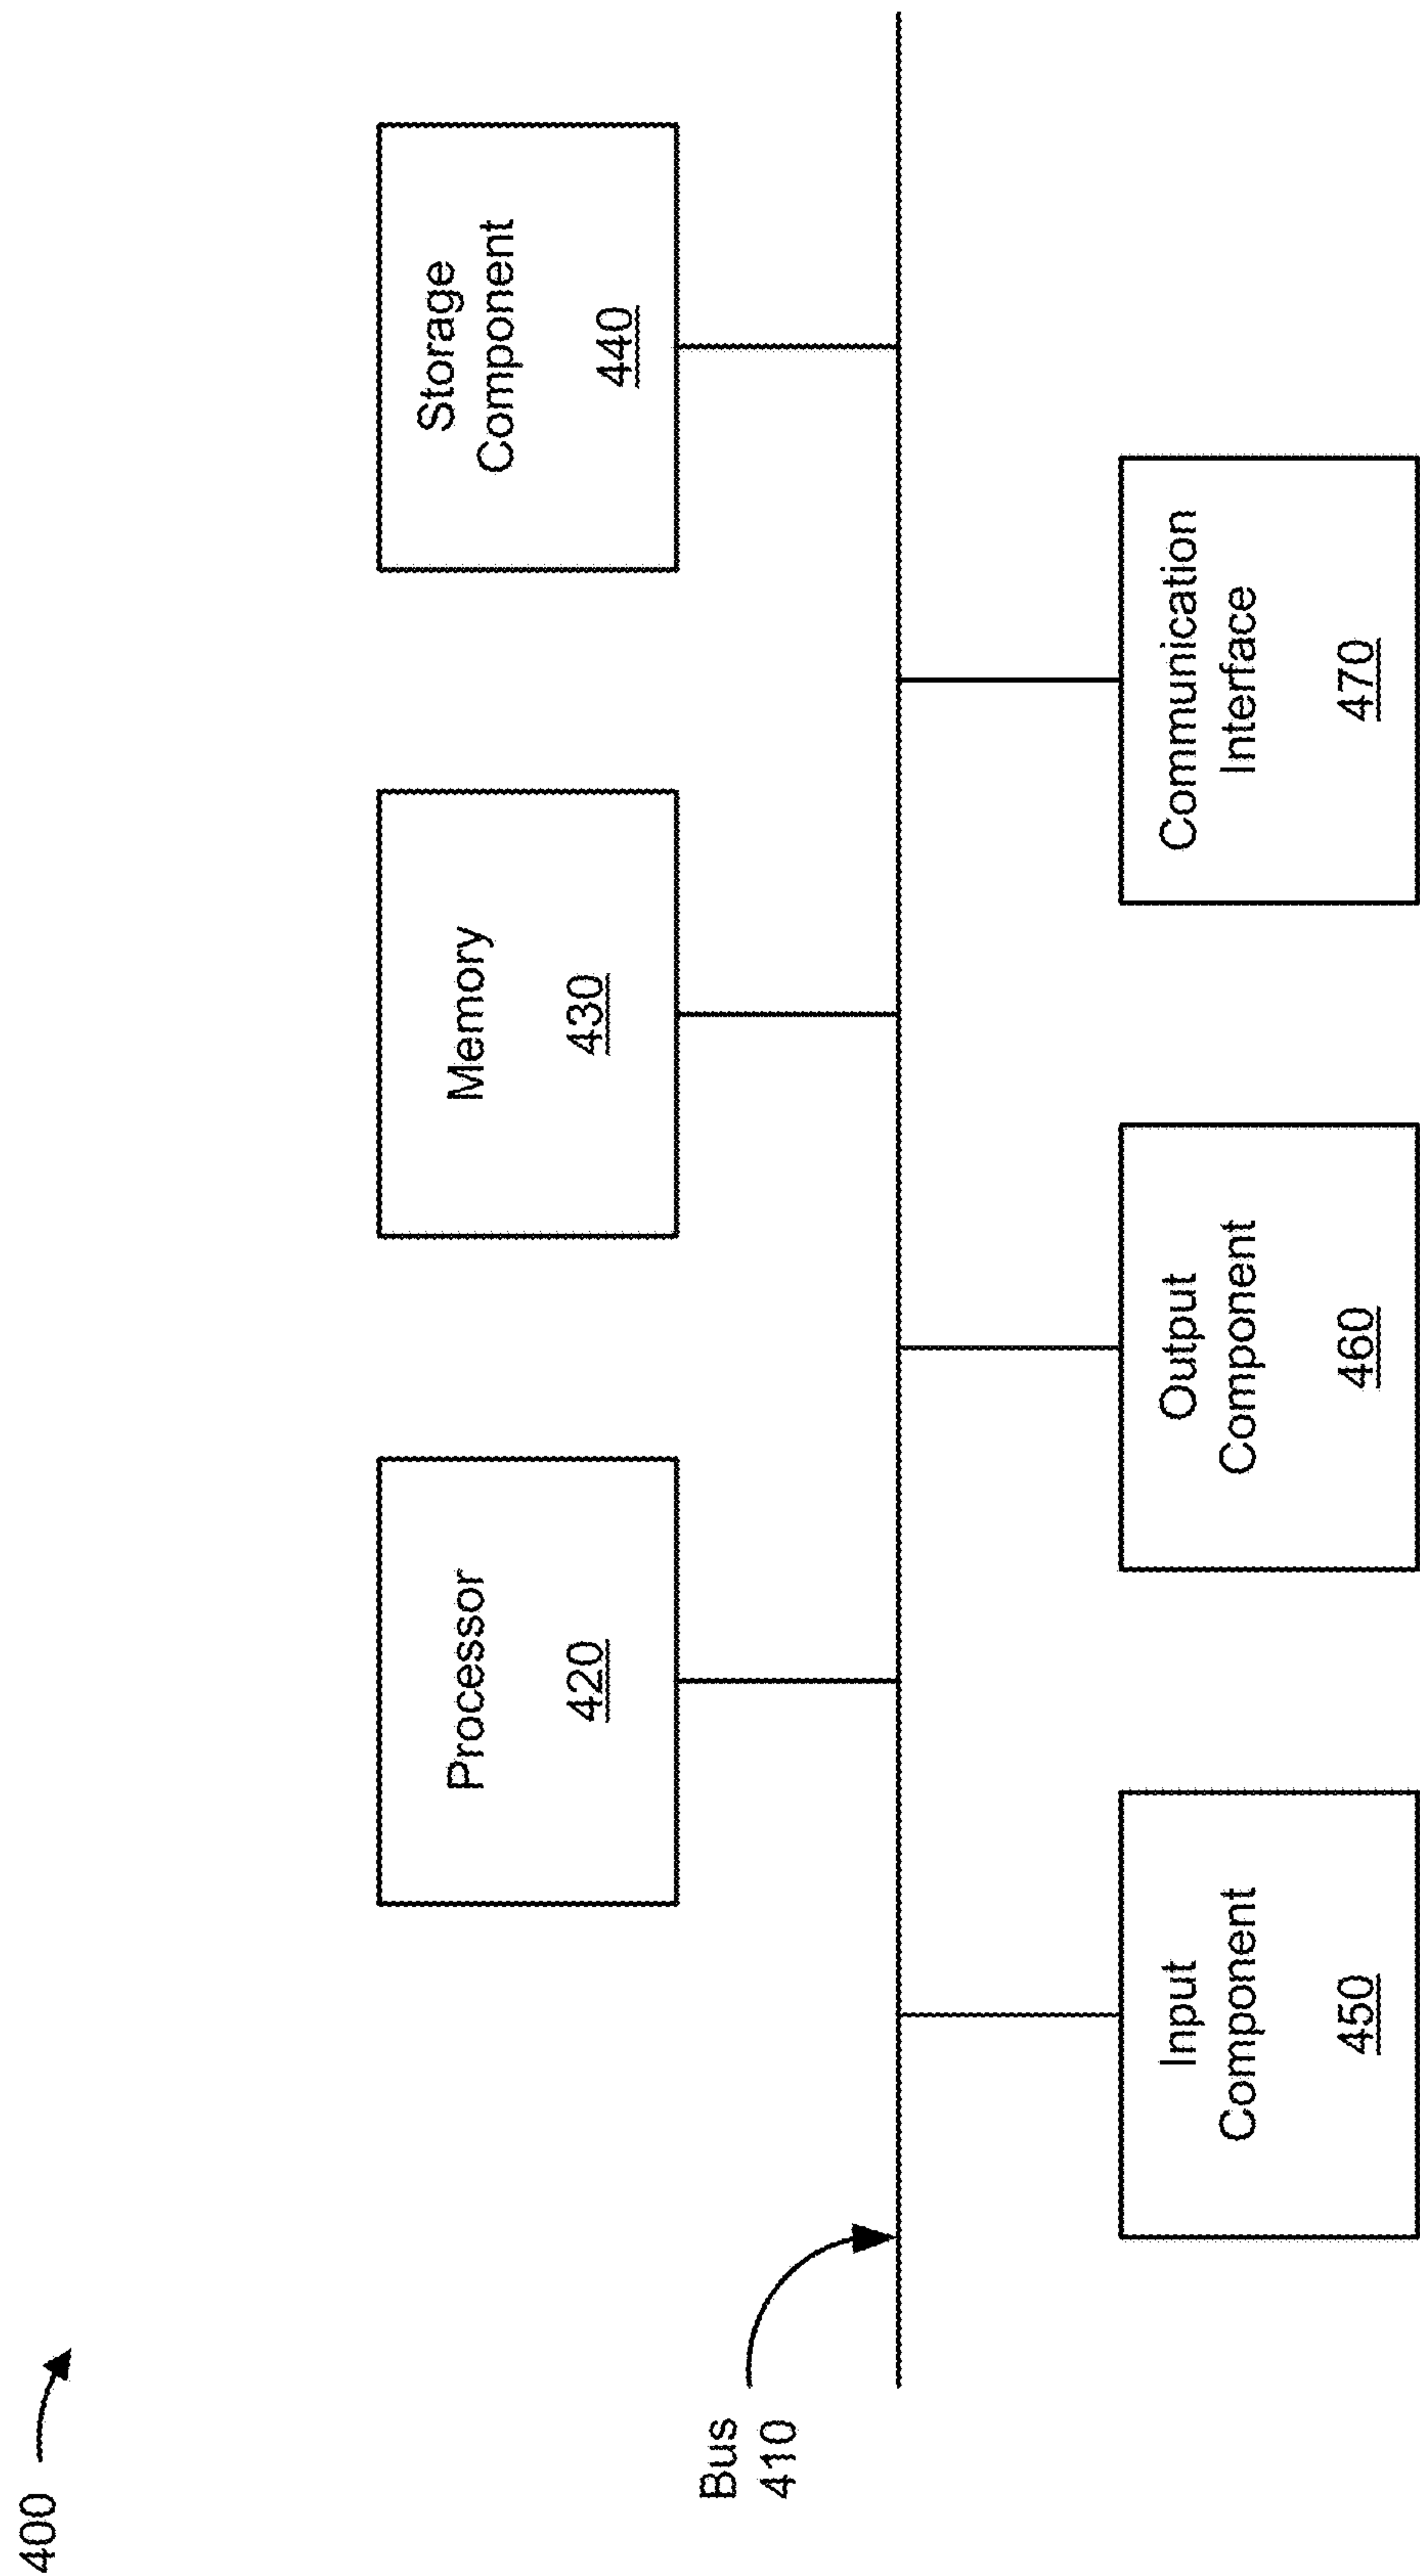 400
Bus
410
Processor
420
Memory
430
Storage
Component
440
Input
Component
450
Output
Component
460
Communication
Interface
470